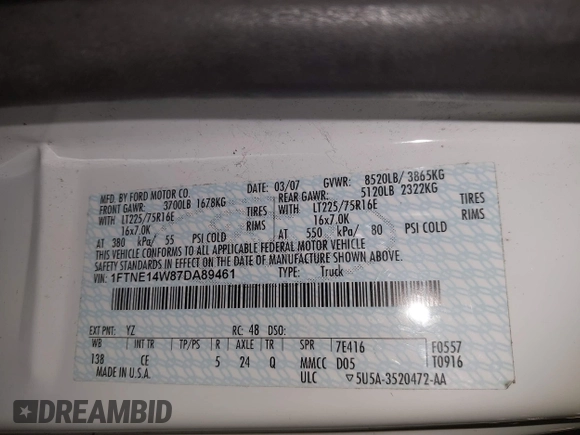 MFD. BY FORD MOTOR CO.
DATE: 03/07 GVWR: 8520LB/ 3865KG
FRONT GAWR: 3700LB 1678KG REAR GAWR: 5120LB 2322KG
WITH LT225/75R16E TIRES WITH LT225/75R16E TIRES
16x7.0K RIMS 16x7.0K RIMS
AT 380 kPa/ 55 PSI COLD AT 550 kPa/ 80 PSI COLD
THIS VEHICLE CONFORMS TO ALL APPLICABLE FEDERAL MOTOR VEHICLE
SAFETY STANDARDS IN EFFECT ON THE DATE OF MANUFACTURE SHOWN ABOVE.
VIN: 1FTNE14W87DA89461 TYPE: Truck
EXT PNT: YZ RC: 48 DSO:
WB INT TR TP/PS R AXLE TR SPR 7E416 F0557
138 CE 5 24 Q MMCC D05 T0916
MADE IN U.S.A. ULC 5U5A-3520472-AA
DREAMBID